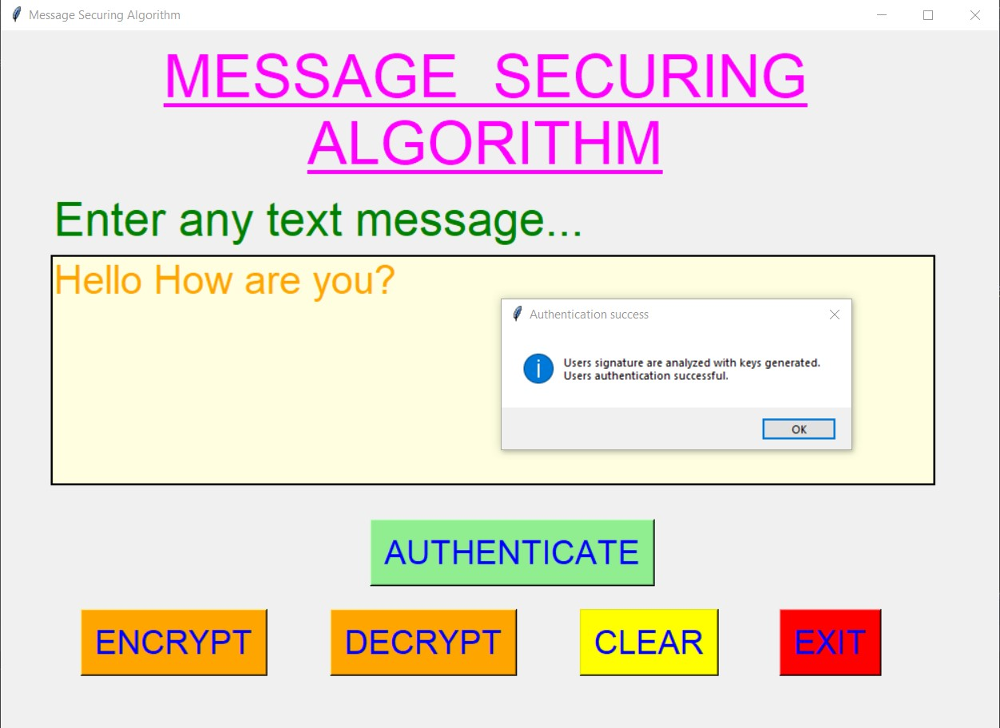 Message Securing Algorithm
MESSAGE SECURING
ALGORITHM
Enter any text message...
Hello How are you?
Authentication success
Users signature are analyzed with keys generated.
Users authentication successful.
OK
AUTHENTICATE
ENCRYPT DECRYPT CLEAR EXIT